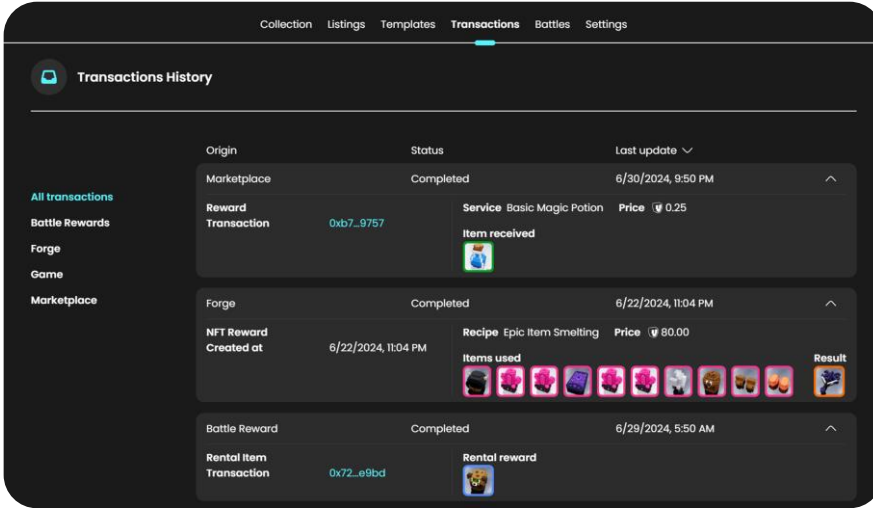 Collection Listings Templates Transactions Battles Settings
Transactions History
Origin Status Last update
All transactions
Battle Rewards
Forge
Game
Marketplace
Marketplace Completed 6/30/2024, 9:50 PM
Reward Transaction 0xb7...9757
Service Basic Magic Potion Price 0.25
Item received
Forge Completed 6/22/2024, 11:04 PM
NFT Reward Created at 6/22/2024, 11:04 PM
Recipe Epic Item Smelting Price 80.00
Items used Result
Battle Reward Completed 6/29/2024, 5:50 AM
Rental Item Transaction 0x72...e9bd
Rental reward